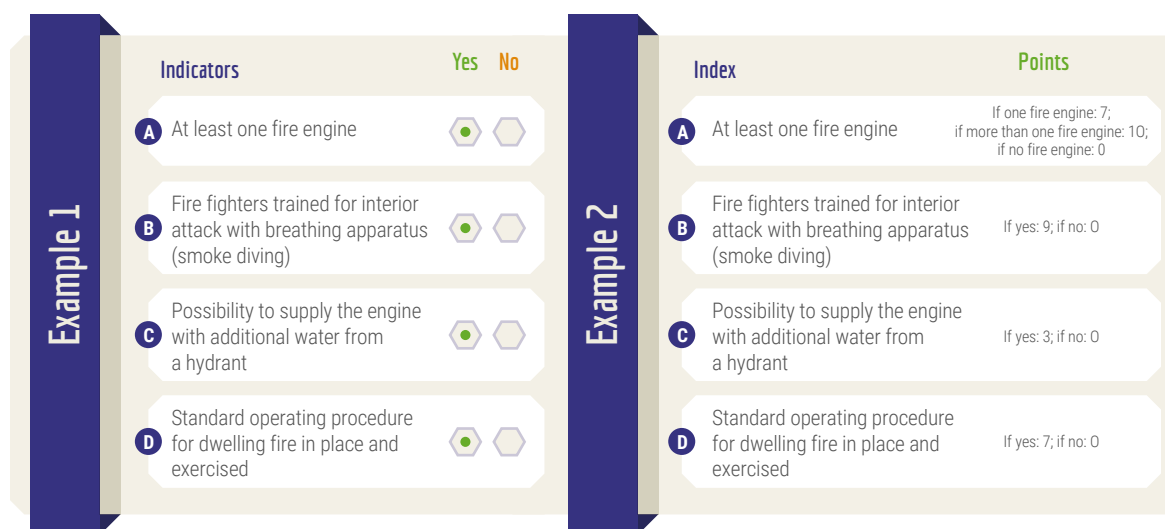 Example 1
Indicators
Yes No
A At least one fire engine
B Fire fighters trained for interior
attack with breathing apparatus
(smoke diving)
C Possibility to supply the engine
with additional water from
a hydrant
D Standard operating procedure
for dwelling fire in place and
exercised
Example 2
Index
Points
A At least one fire engine
If one fire engine: 7;
if more than one fire engine: 10;
if no fire engine: 0
B Fire fighters trained for interior
attack with breathing apparatus
(smoke diving)
If yes: 9; if no: 0
C Possibility to supply the engine
with additional water from
a hydrant
If yes: 3; if no: 0
D Standard operating procedure
for dwelling fire in place and
exercised
If yes: 7; if no: 0